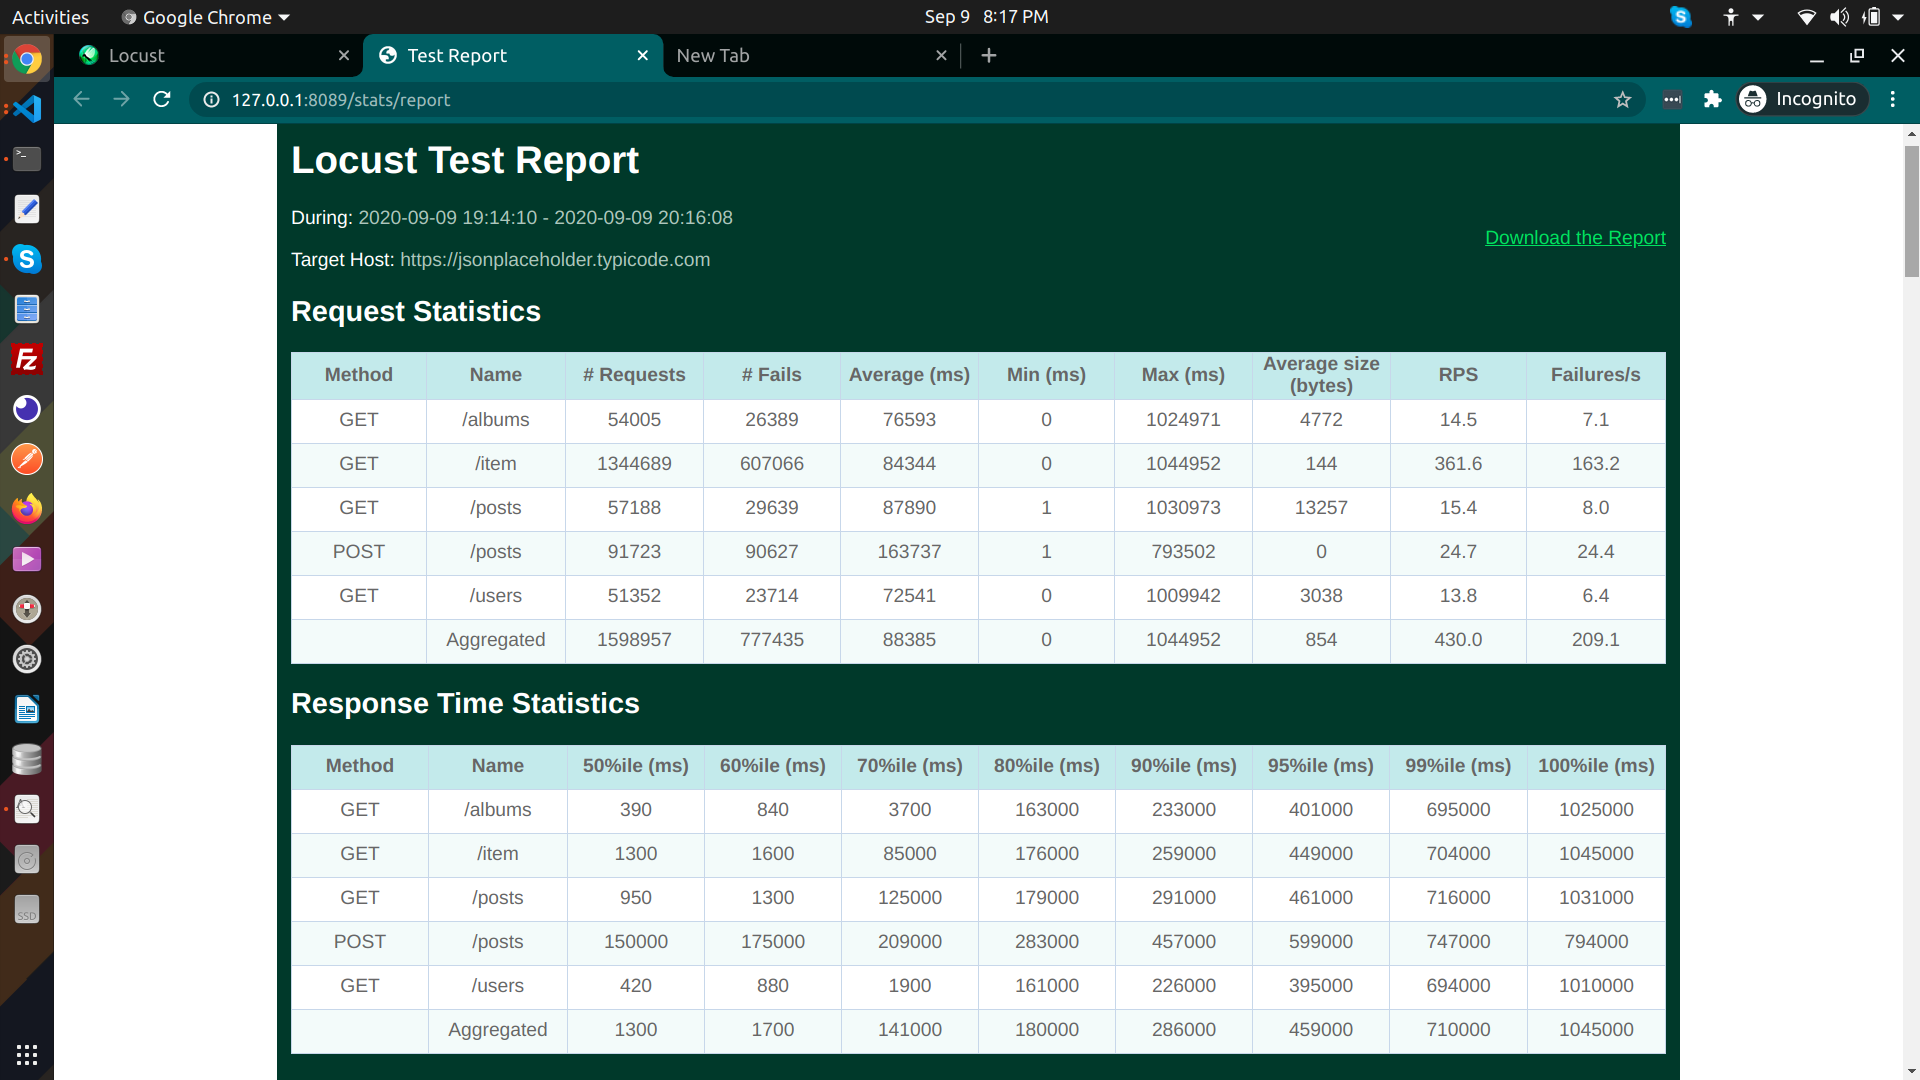 Activities
Google Chrome
Sep 9 8:17 PM
Locust
Test Report
New Tab
127.0.0.1:8089/stats/report
Incognito
Locust Test Report
During: 2020-09-09 19:14:10 - 2020-09-09 20:16:08
Download the Report
Target Host: https://jsonplaceholder.typicode.com
Request Statistics
Method Name # Requests # Fails Average (ms) Min (ms) Max (ms) Average size (bytes) RPS Failures/s
GET /albums 54005 26389 76593 0 1024971 4772 14.5 7.1
GET /item 1344689 607066 84344 0 1044952 144 361.6 163.2
GET /posts 57188 29639 87890 1 1030973 13257 15.4 8.0
POST /posts 91723 90627 163737 1 793502 0 24.7 24.4
GET /users 51352 23714 72541 0 1009942 3038 13.8 6.4
Aggregated 1598957 777435 88385 0 1044952 854 430.0 209.1
Response Time Statistics
Method Name 50%ile (ms) 60%ile (ms) 70%ile (ms) 80%ile (ms) 90%ile (ms) 95%ile (ms) 99%ile (ms) 100%ile (ms)
GET /albums 390 840 3700 163000 233000 401000 695000 1025000
GET /item 1300 1600 85000 176000 259000 449000 704000 1045000
GET /posts 950 1300 125000 179000 291000 461000 716000 1031000
POST /posts 150000 175000 209000 283000 457000 599000 747000 794000
GET /users 420 880 1900 161000 226000 395000 694000 1010000
Aggregated 1300 1700 141000 180000 286000 459000 710000 1045000
SSD